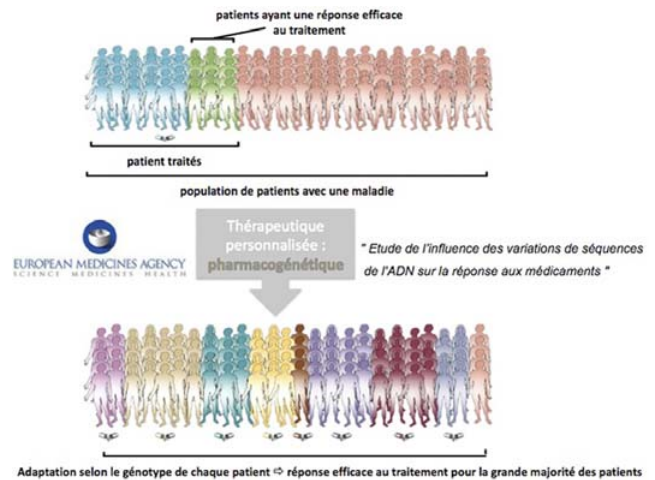 patients ayant une réponse efficace
au traitement
patient traités
population de patients avec une maladie
Thérapeutique
personnalisée :
pharmacogénétique
EUROPEAN MEDICINES AGENCY
SCIENCE MEDICINES HEALTH
" Etude de l'influence des variations de séquences
de l'ADN sur la réponse aux médicaments "
Adaptation selon le génotype de chaque patient ⇨ réponse efficace au traitement pour la grande majorité des patients